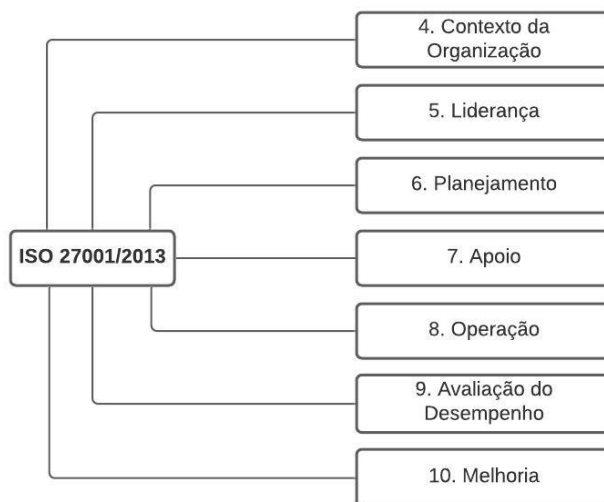 4. Contexto da
Organização
5. Liderança
6. Planejamento
ISO 27001/2013
7. Apoio
8. Operação
9. Avaliação do
Desempenho
10. Melhoria